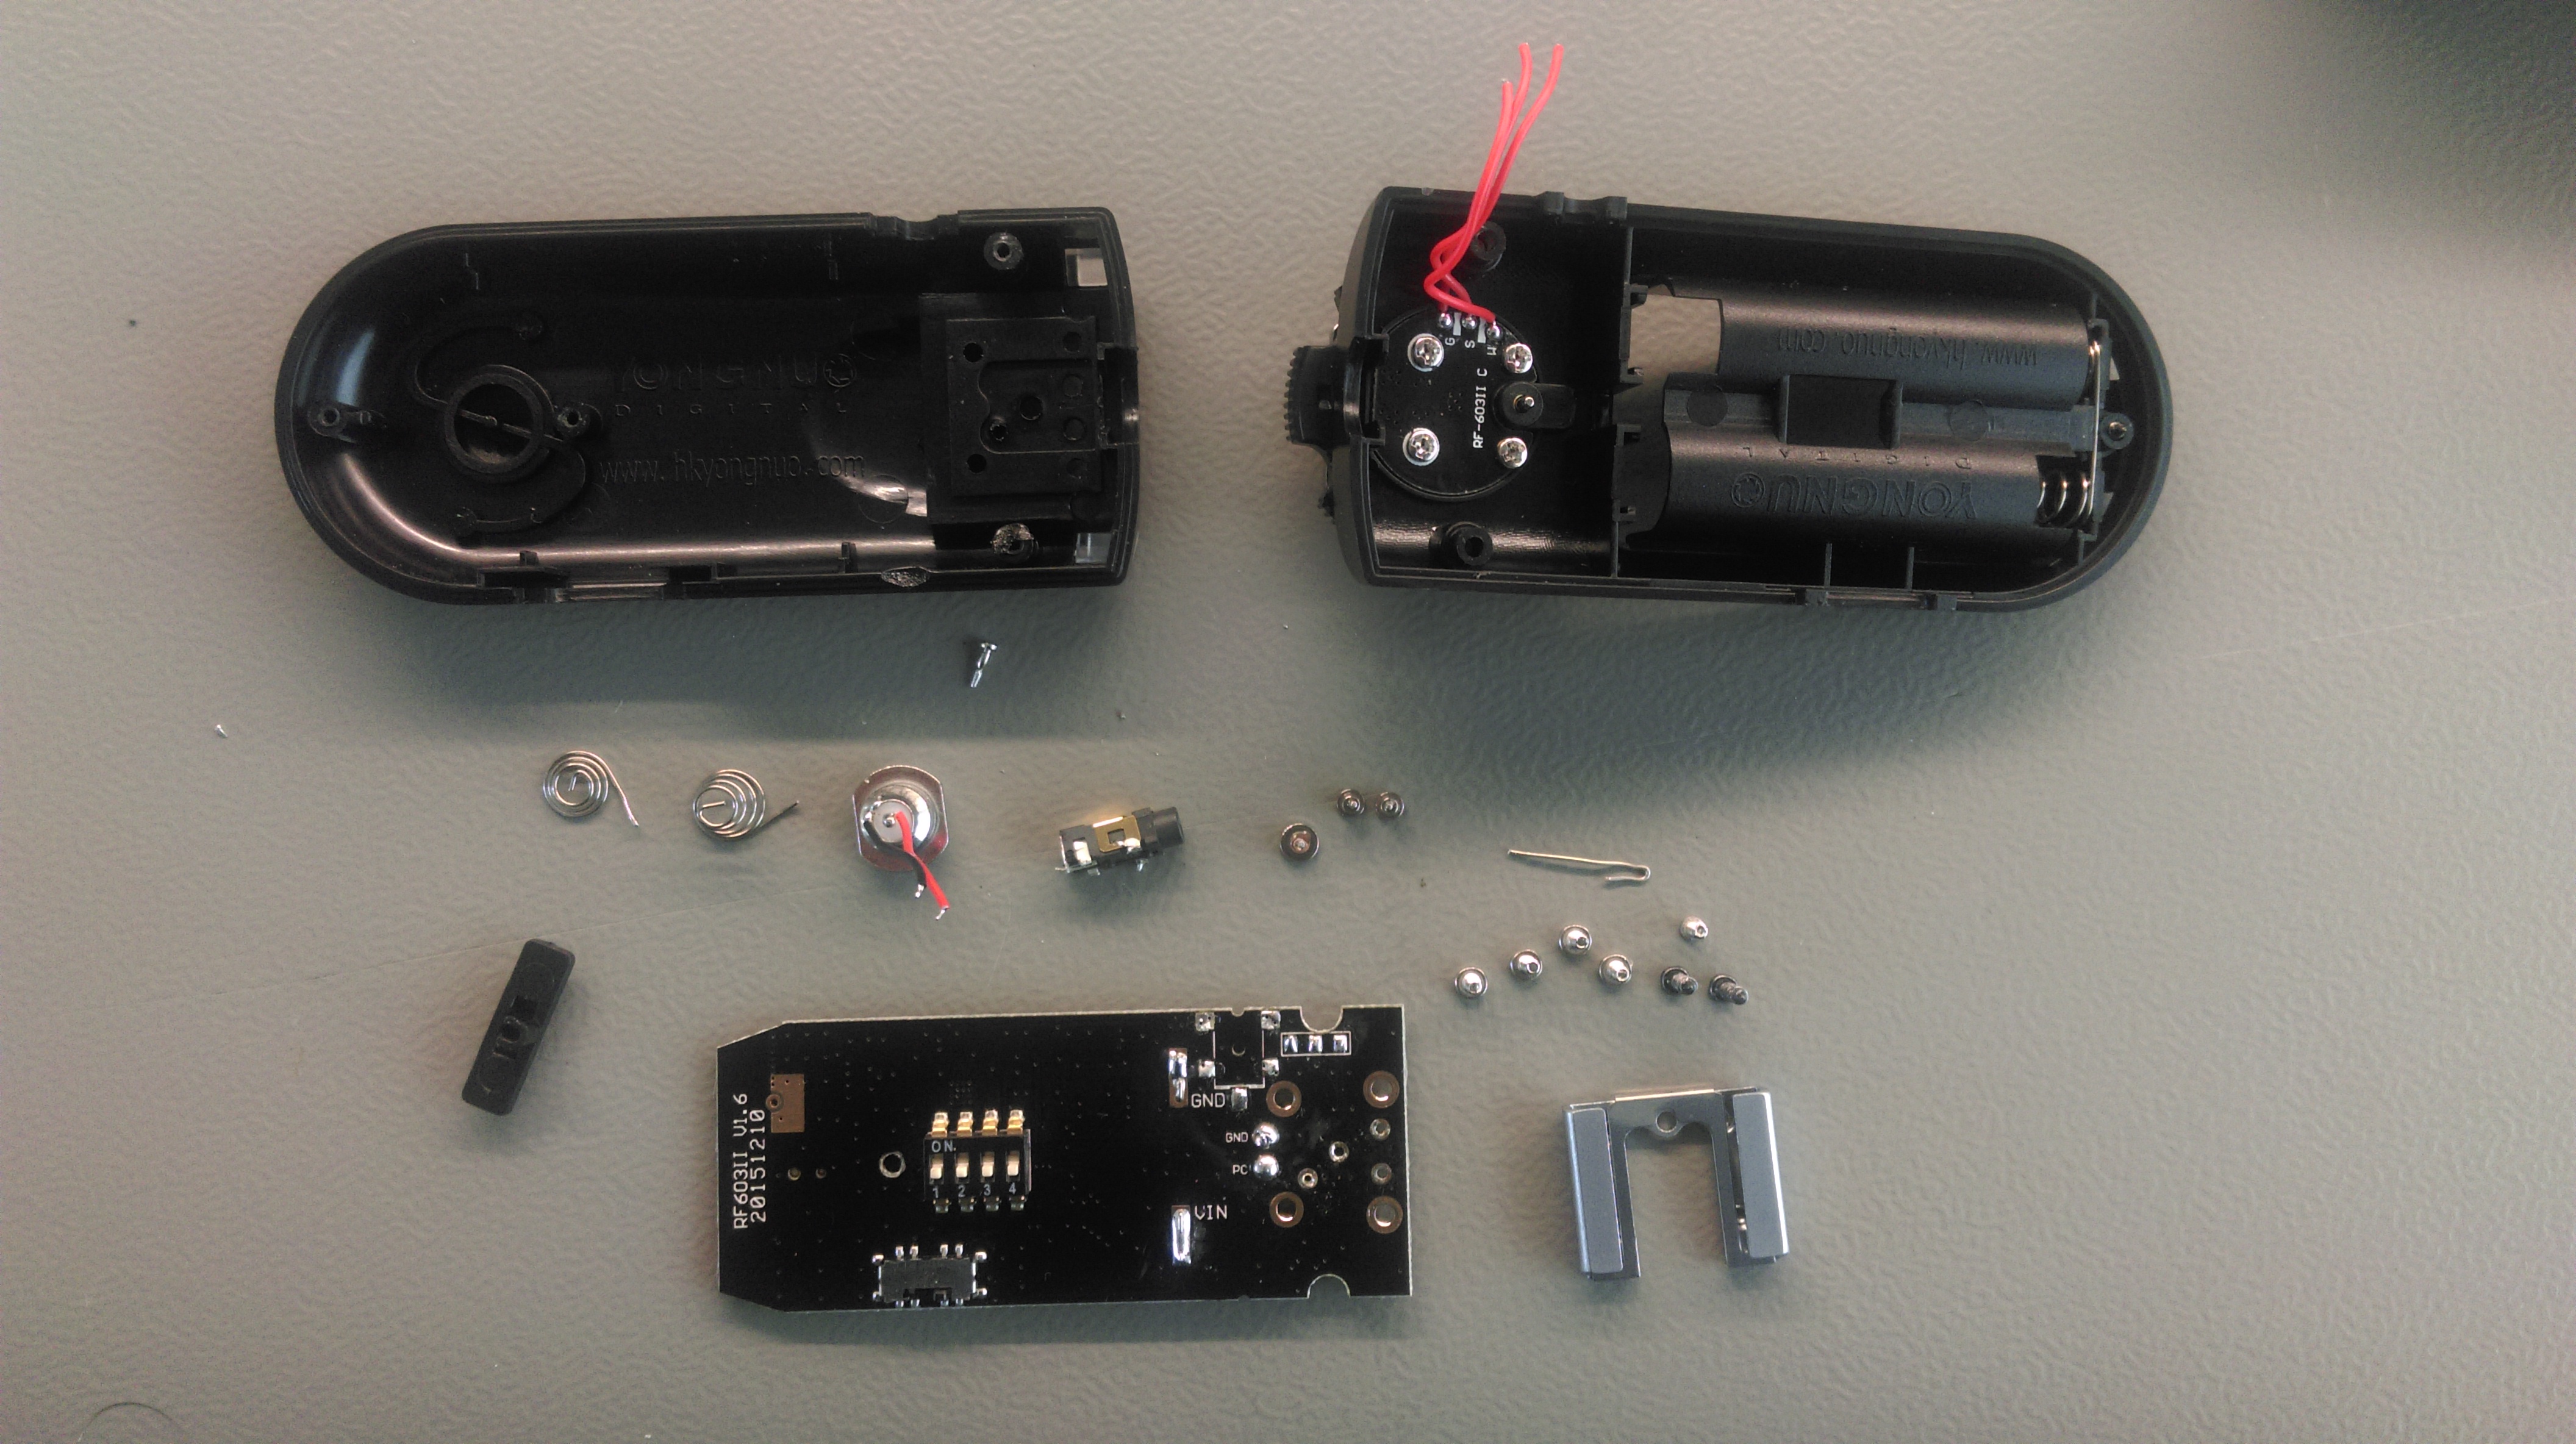 YONGNUO
DIGITAL
www.hkyongnuo.com
G
S
W
RF-603II C
www.hkyongnuo.com
DIGITAL
YONGNUO
RF603II V1.6
20151210
ON
1 2 3 4
GND
GND
PC
VIN